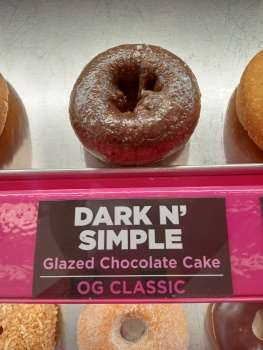 DARK N'
SIMPLE
Glazed Chocolate Cake
OG CLASSIC